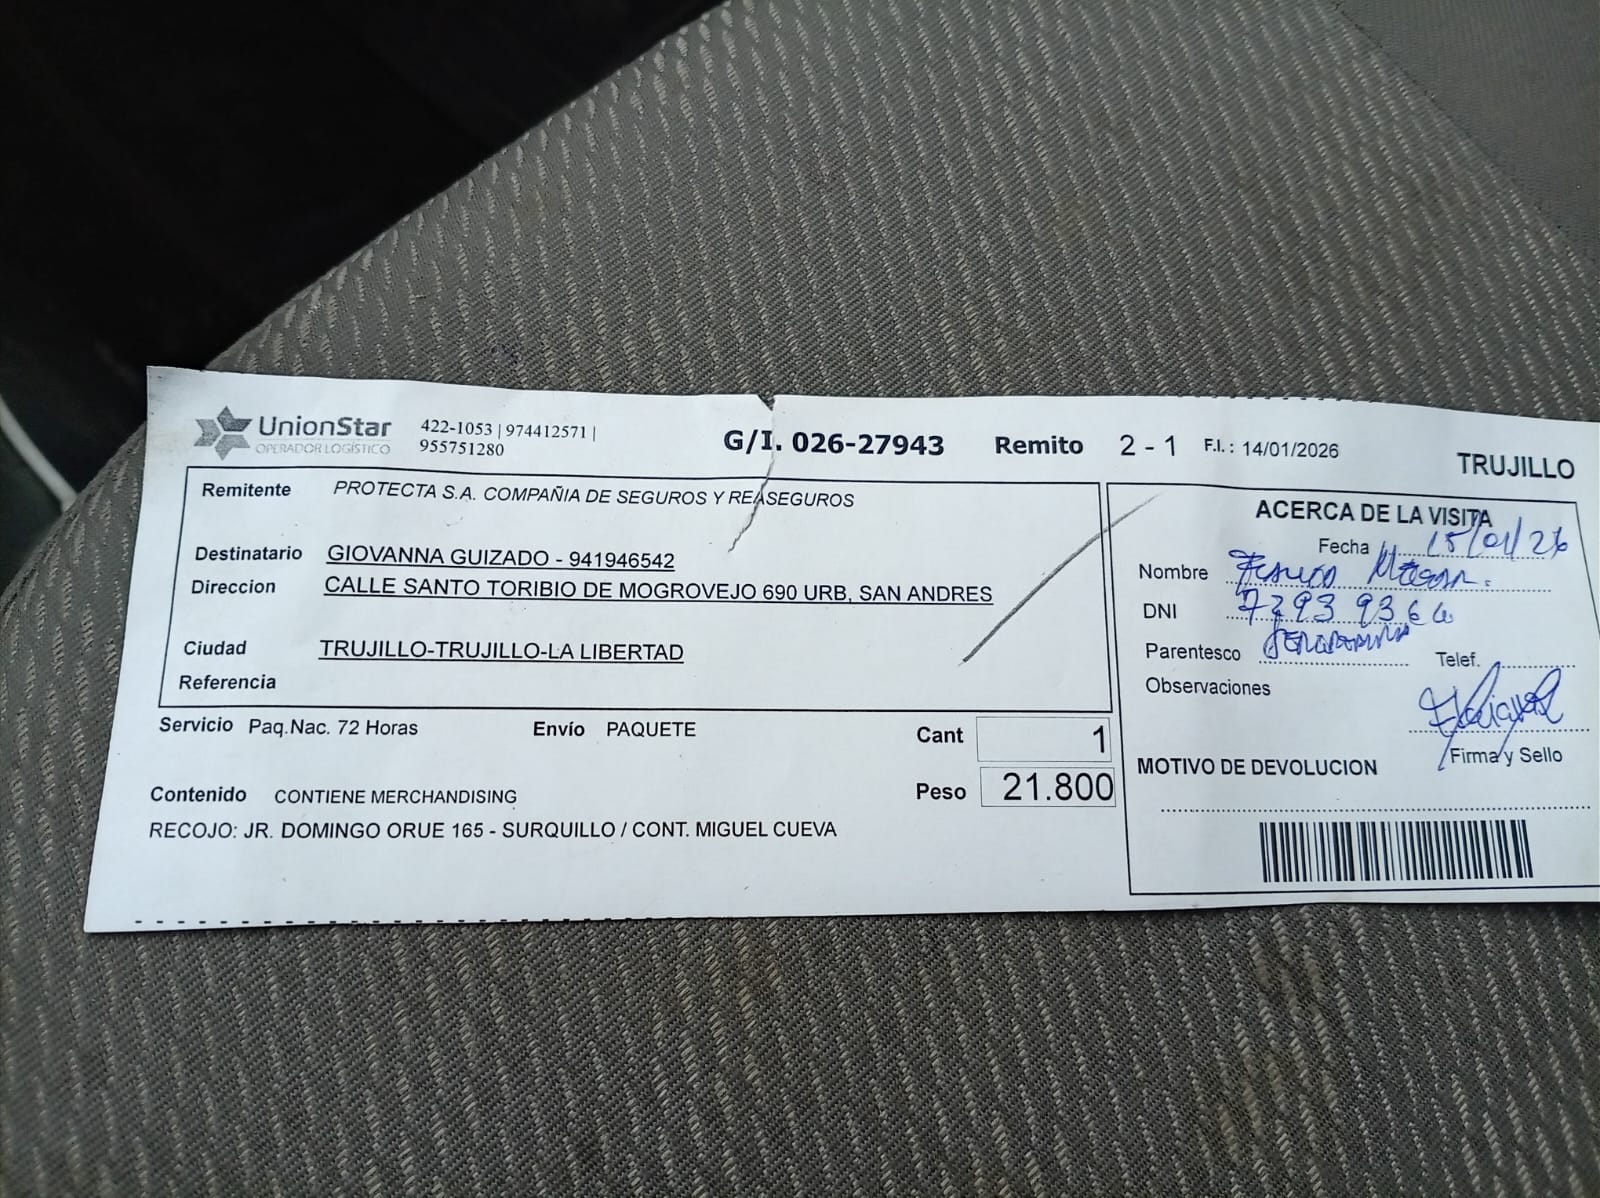 UnionStar
OPERADOR LOGÍSTICO
422-1053 | 974412571 |
955751280
G/I. 026-27943 Remito 2 - 1 F.I.: 14/01/2026
TRUJILLO
Remitente PROTECTA S.A. COMPAÑIA DE SEGUROS Y REASEGUROS
Destinatario GIOVANNA GUIZADO - 941946542
Direccion CALLE SANTO TORIBIO DE MOGROVEJO 690 URB, SAN ANDRES
Ciudad TRUJILLO-TRUJILLO-LA LIBERTAD
Referencia
Servicio Paq.Nac. 72 Horas Envío PAQUETE
Cant 1
Peso 21.800
Contenido CONTIENE MERCHANDISING
RECOJO: JR. DOMINGO ORUE 165 - SURQUILLO / CONT. MIGUEL CUEVA
ACERCA DE LA VISITA
Fecha 15/01/26
Nombre
DNI
Parentesco
Telef.
Observaciones
Firma y Sello
MOTIVO DE DEVOLUCION